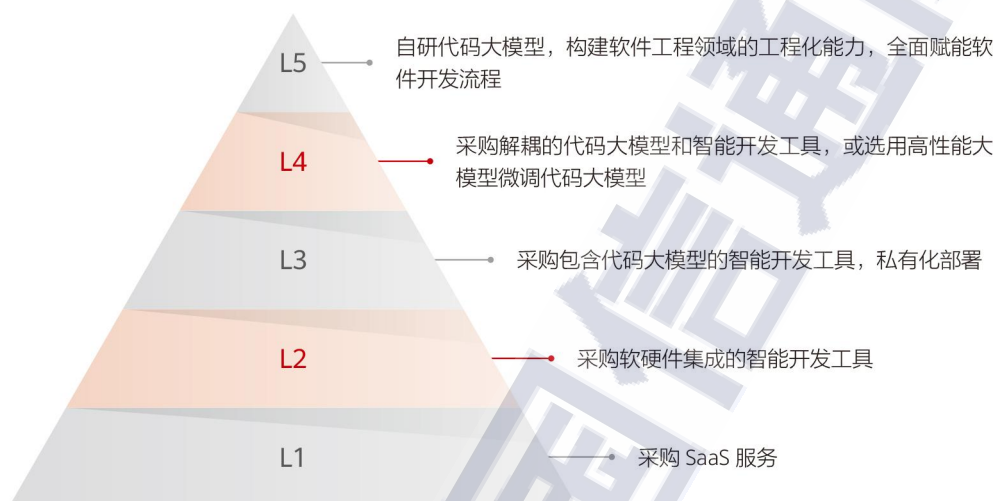 L5
自研代码大模型，构建软件工程领域的工程化能力，全面赋能软
件开发流程
L4
采购解耦的代码大模型和智能开发工具，或选用高性能大
模型微调代码大模型
L3
采购包含代码大模型的智能开发工具，私有化部署
L2
采购软硬件集成的智能开发工具
L1
采购 SaaS 服务
国信通